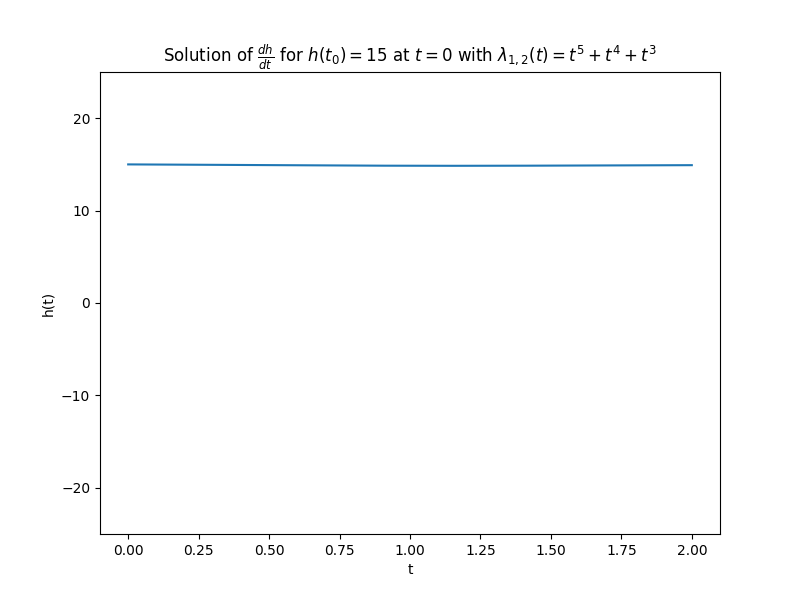 Solution of $\frac{dh}{dt}$ for $h(t_0) = 15$ at $t = 0$ with $\lambda_{1,2}(t) = t^5 + t^4 + t^3$
20
10
0
−10
−20
h(t)
0.00 0.25 0.50 0.75 1.00 1.25 1.50 1.75 2.00
t